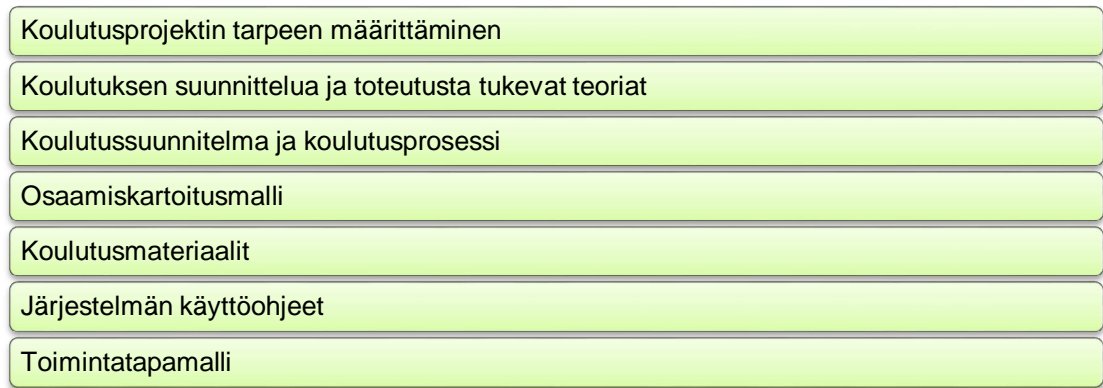 Koulutusprojektin tarpeen määrittäminen
Koulutuksen suunnittelua ja toteutusta tukevat teoriat
Koulutussuunnitelma ja koulutusprosessi
Osaamiskartoitusmalli
Koulutusmateriaalit
Järjestelmän käyttöohjeet
Toimintatapamalli